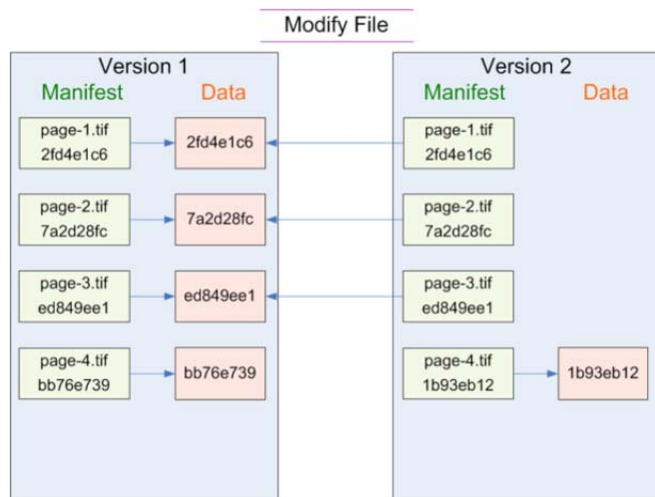 Modify File
Version 1
Manifest Data
page-1.tif
2fd4e1c6
2fd4e1c6
page-2.tif
7a2d28fc
7a2d28fc
page-3.tif
ed849ee1
ed849ee1
page-4.tif
bb76e739
bb76e739
Version 2
Manifest Data
page-1.tif
2fd4e1c6
page-2.tif
7a2d28fc
page-3.tif
ed849ee1
page-4.tif
1b93eb12
1b93eb12